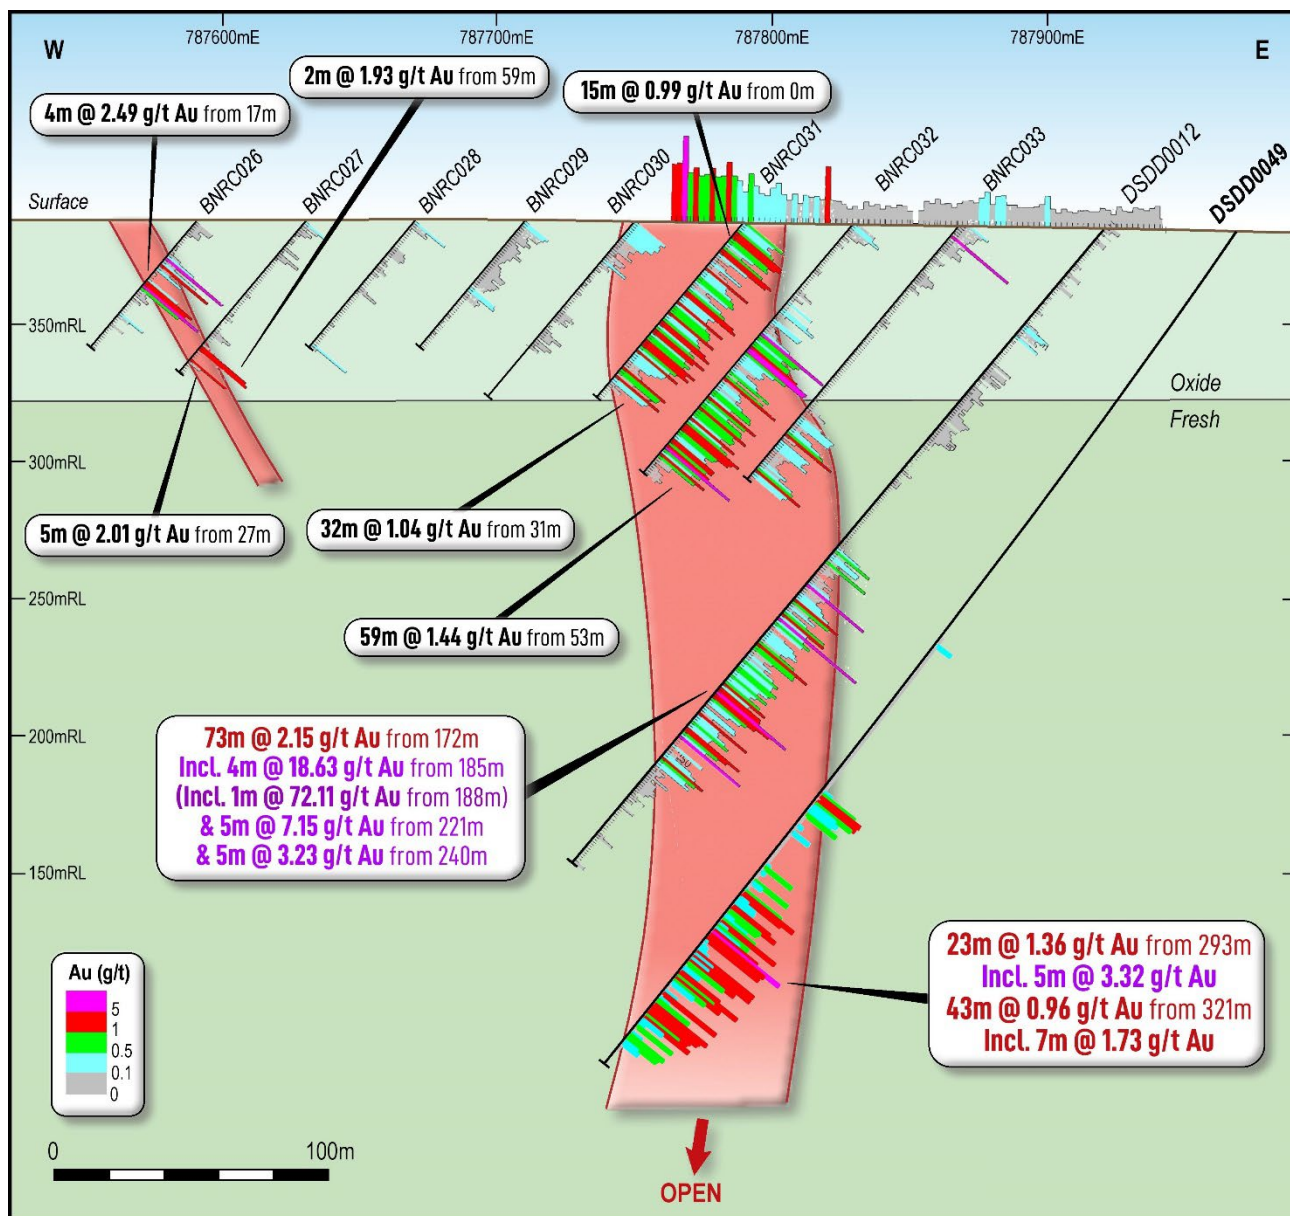 W
787600mE
787700mE
787800mE
787900mE
E
2m @ 1.93 g/t Au from 59m
4m @ 2.49 g/t Au from 17m
15m @ 0.99 g/t Au from 0m
Surface
BNRC026
BNRC027
BNRC028
BNRC029
BNRC030
BNRC031
BNRC032
BNRC033
DSDD0012
DSDD0049
350mRL
Oxide
Fresh
300mRL
5m @ 2.01 g/t Au from 27m
32m @ 1.04 g/t Au from 31m
250mRL
59m @ 1.44 g/t Au from 53m
200mRL
73m @ 2.15 g/t Au from 172m
Incl. 4m @ 18.63 g/t Au from 185m
(Incl. 1m @ 72.11 g/t Au from 188m)
& 5m @ 7.15 g/t Au from 221m
& 5m @ 3.23 g/t Au from 240m
150mRL
23m @ 1.36 g/t Au from 293m
Incl. 5m @ 3.32 g/t Au
43m @ 0.96 g/t Au from 321m
Incl. 7m @ 1.73 g/t Au
Au (g/t)
5
1
0.5
0.1
0
0
100m
OPEN